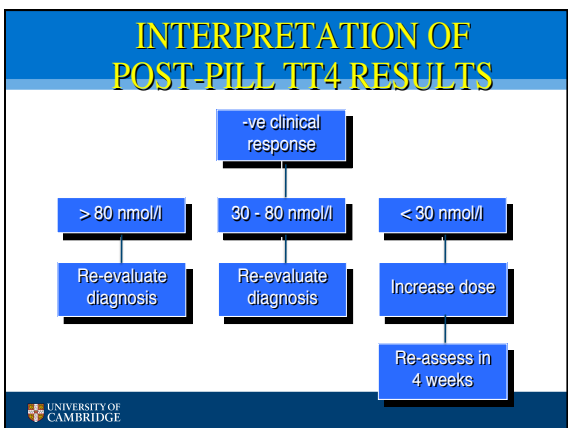 INTERPRETATION OF
POST-PILL TT4 RESULTS
-ve clinical
response
> 80 nmol/l
30 - 80 nmol/l
< 30 nmol/l
Re-evaluate
diagnosis
Re-evaluate
diagnosis
Increase dose
Re-assess in
4 weeks
UNIVERSITY OF
CAMBRIDGE